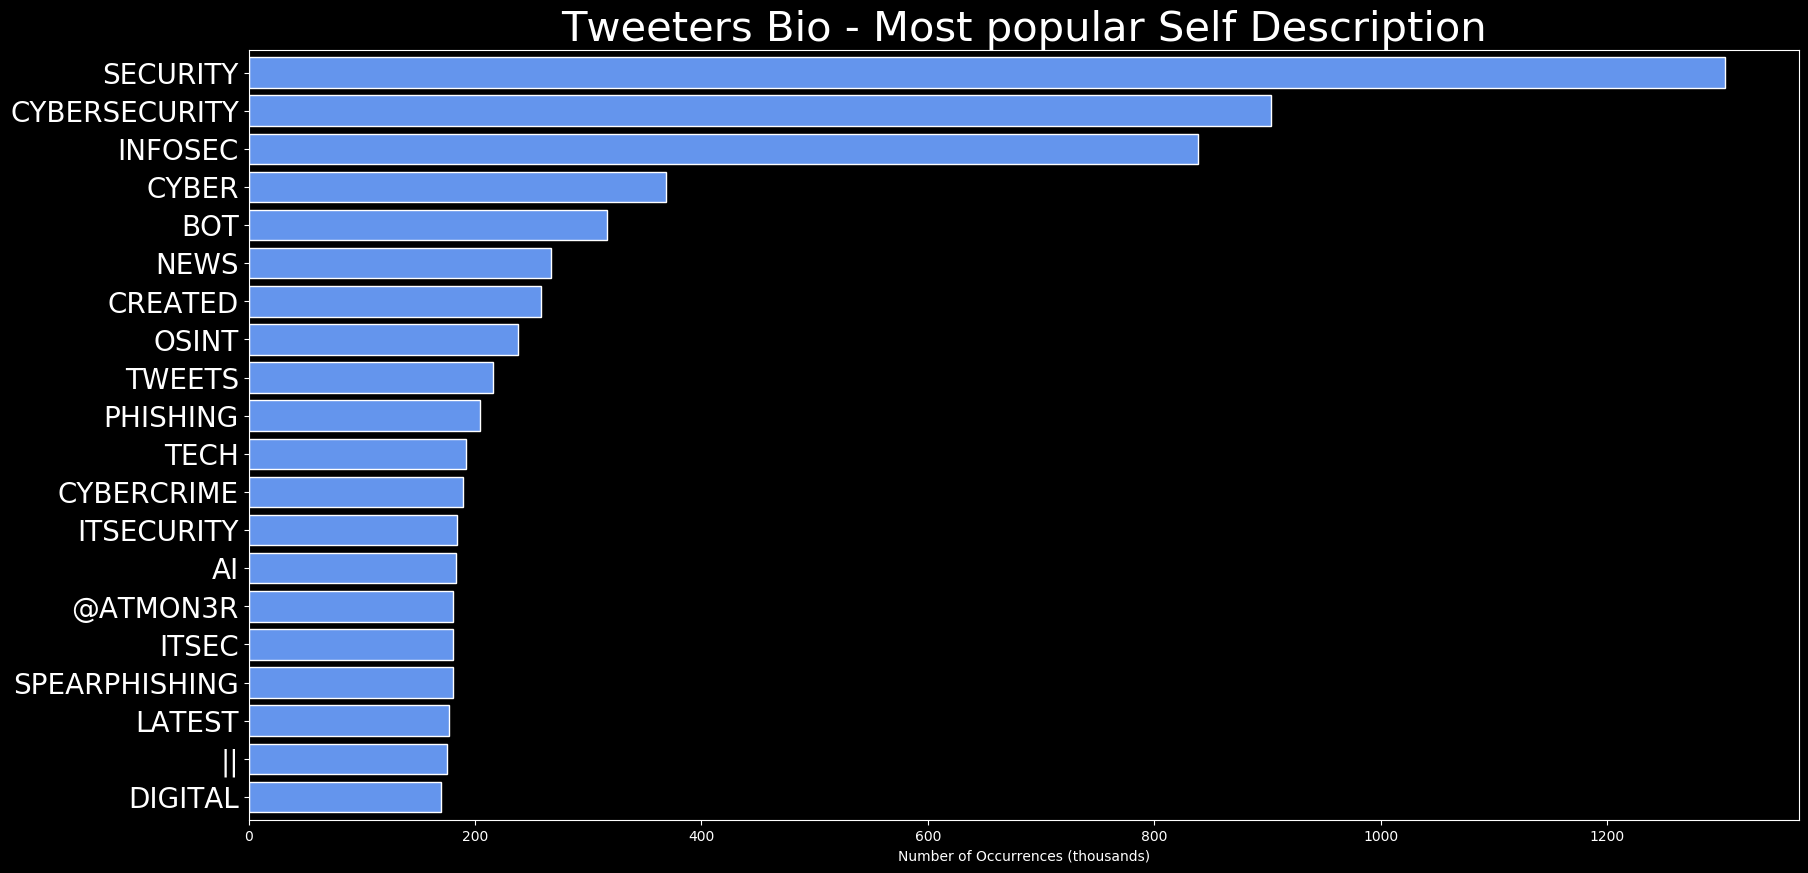 Tweeters Bio - Most popular Self Description
SECURITY
CYBERSECURITY
INFOSEC
CYBER
BOT
NEWS
CREATED
OSINT
TWEETS
PHISHING
TECH
CYBERCRIME
ITSECURITY
AI
@ATMON3R
ITSEC
SPEARPHISHING
LATEST
||
DIGITAL
0 200 400 600 800 1000 1200
Number of Occurrences (thousands)